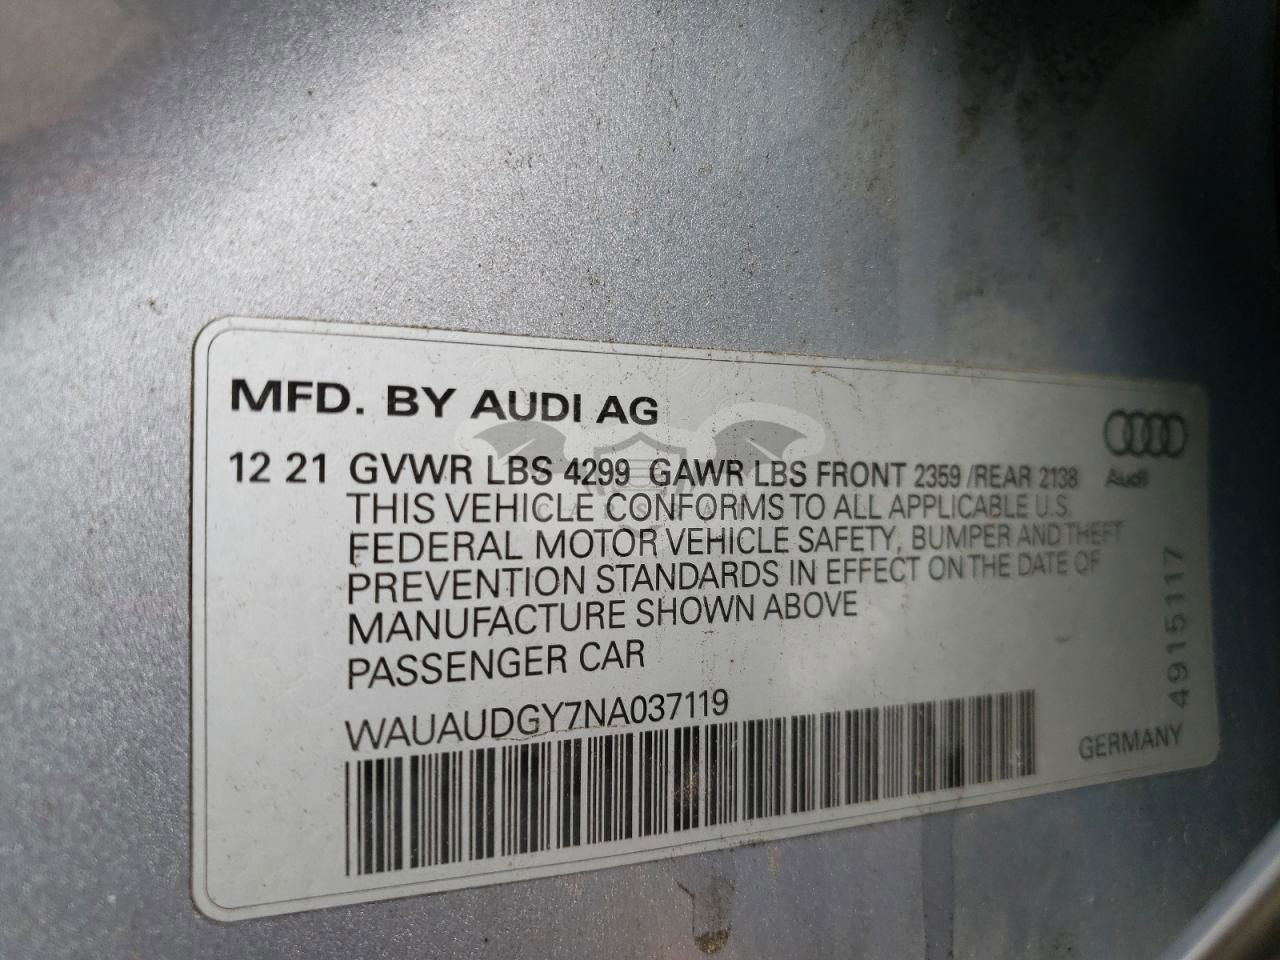 MFD. BY AUDI AG
12 21 GVWR LBS 4299 GAWR LBS FRONT 2359 /REAR 2138
THIS VEHICLE CONFORMS TO ALL APPLICABLE U.S.
FEDERAL MOTOR VEHICLE SAFETY, BUMPER AND THEFT
PREVENTION STANDARDS IN EFFECT ON THE DATE OF
MANUFACTURE SHOWN ABOVE
PASSENGER CAR
WAUAUDGY7NA037119
Audi
4915117
GERMANY